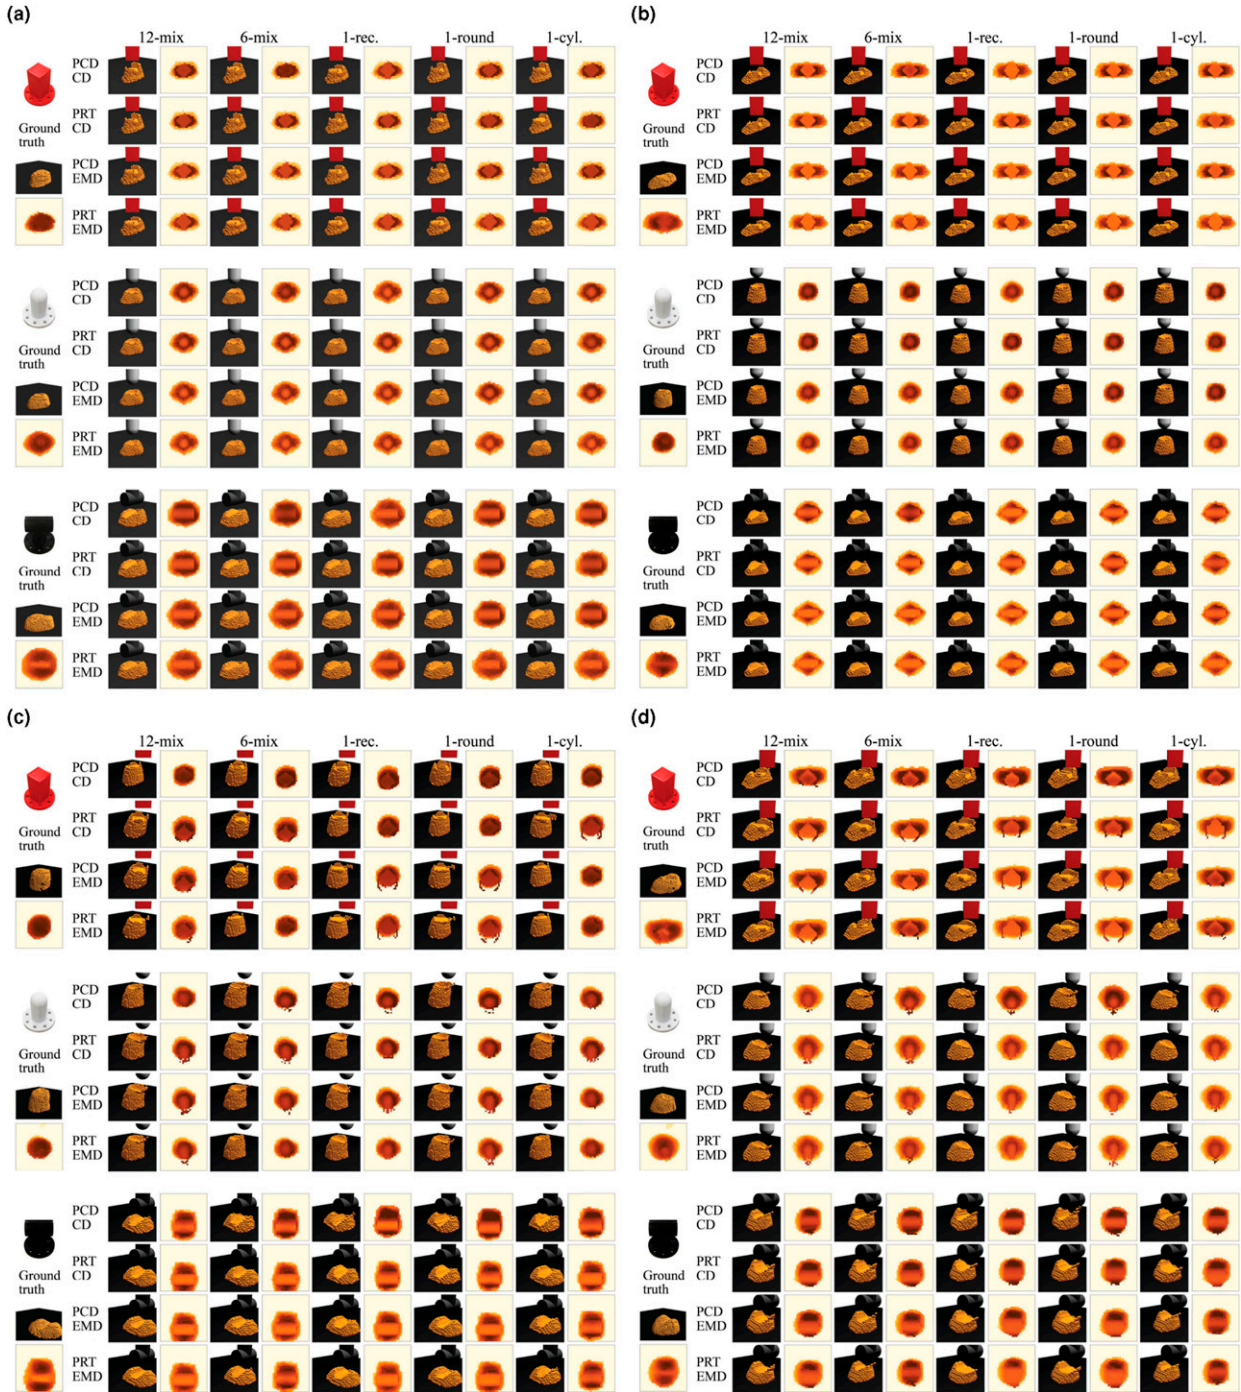 (a)
12-mix 6-mix 1-rec. 1-round 1-cyl.
PCD
CD
PRT
CD
Ground
truth
PCD
EMD
PRT
EMD
PCD
CD
PRT
CD
Ground
truth
PCD
EMD
PRT
EMD
PCD
CD
PRT
CD
Ground
truth
PCD
EMD
PRT
EMD
(b)
12-mix 6-mix 1-rec. 1-round 1-cyl.
PCD
CD
PRT
CD
Ground
truth
PCD
EMD
PRT
EMD
PCD
CD
PRT
CD
Ground
truth
PCD
EMD
PRT
EMD
PCD
CD
PRT
CD
Ground
truth
PCD
EMD
PRT
EMD
(c)
12-mix 6-mix 1-rec. 1-round 1-cyl.
PCD
CD
PRT
CD
Ground
truth
PCD
EMD
PRT
EMD
PCD
CD
PRT
CD
Ground
truth
PCD
EMD
PRT
EMD
PCD
CD
PRT
CD
Ground
truth
PCD
EMD
PRT
EMD
(d)
12-mix 6-mix 1-rec. 1-round 1-cyl.
PCD
CD
PRT
CD
Ground
truth
PCD
EMD
PRT
EMD
PCD
CD
PRT
CD
Ground
truth
PCD
EMD
PRT
EMD
PCD
CD
PRT
CD
Ground
truth
PCD
EMD
PRT
EMD